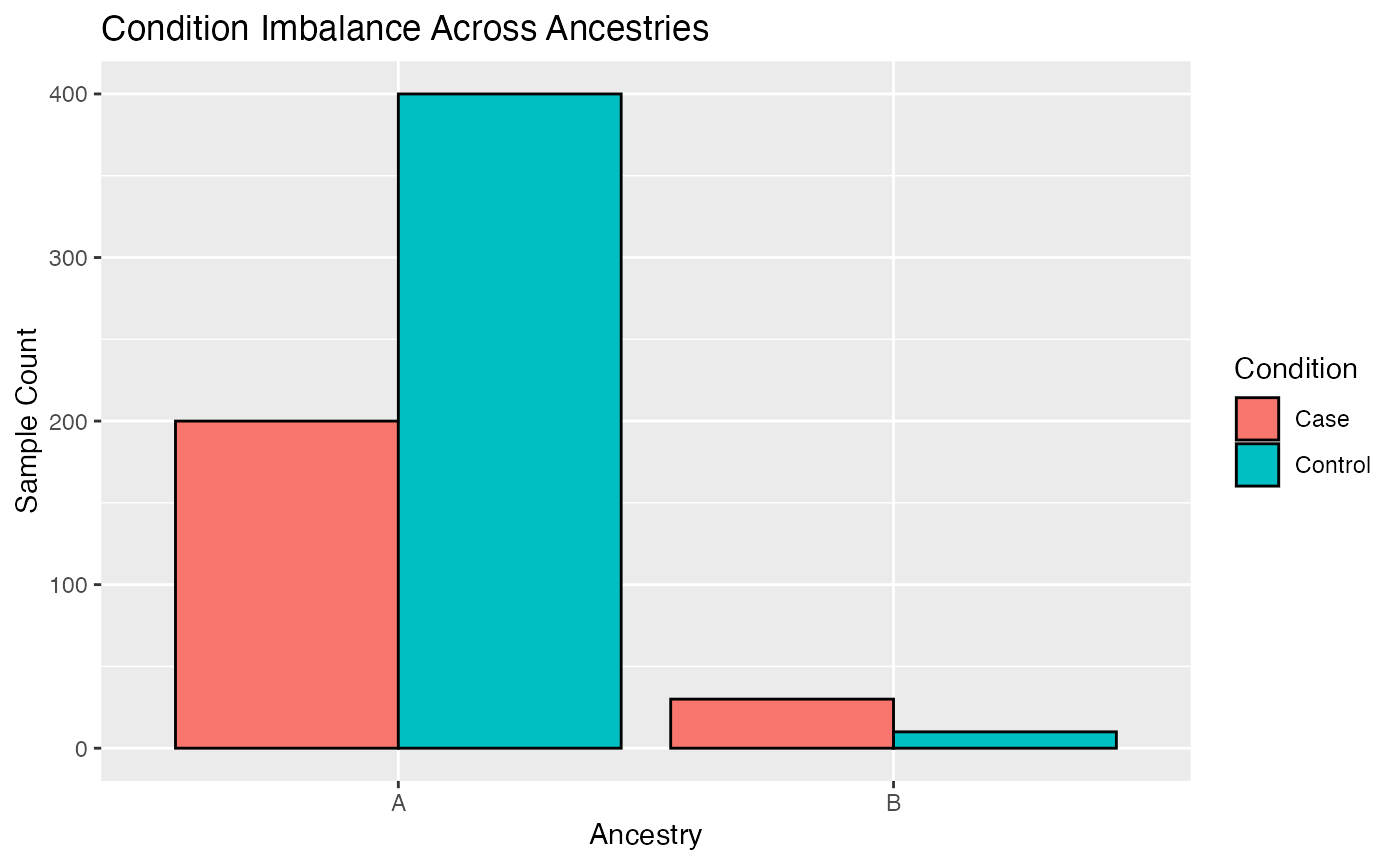 Condition Imbalance Across Ancestries
400
300
200
100
0
Sample Count
A
B
Ancestry
Condition
Case
Control